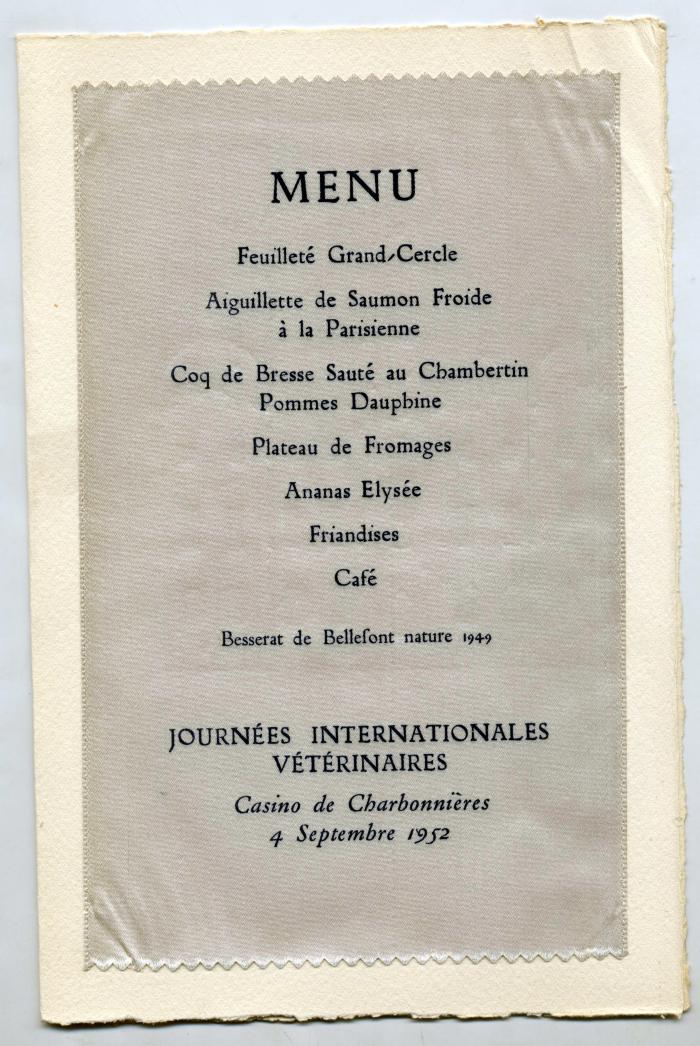 MENU
Feuilleté Grand-Cercle
Aiguillette de Saumon Froide
à la Parisienne
Coq de Bresse Sauté au Chambertin
Pommes Dauphine
Plateau de Fromages
Ananas Elysée
Friandises
Café
Besserat de Bellefont nature 1949
JOURNÉES INTERNATIONALES
VÉTÉRINAIRES
Casino de Charbonnières
4 Septembre 1952